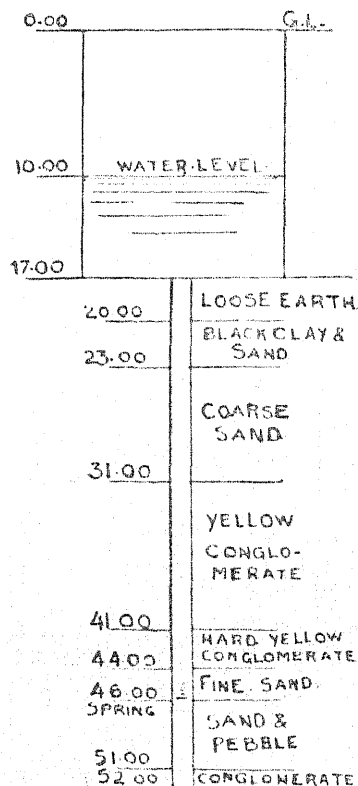 0.00 G.L.
10.00 WATER-LEVEL.
17.00
LOOSE EARTH.
20.00
BLACK CLAY &
SAND
23.00
COARSE
SAND
31.00
YELLOW
CONGLO-
MERATE
41.00
HARD YELLOW
CONGLOMERATE
44.00
FINE. SAND.
46.00
SPRING
SAND &
PEBBLE
51.00
52.00 CONGLOMERATE